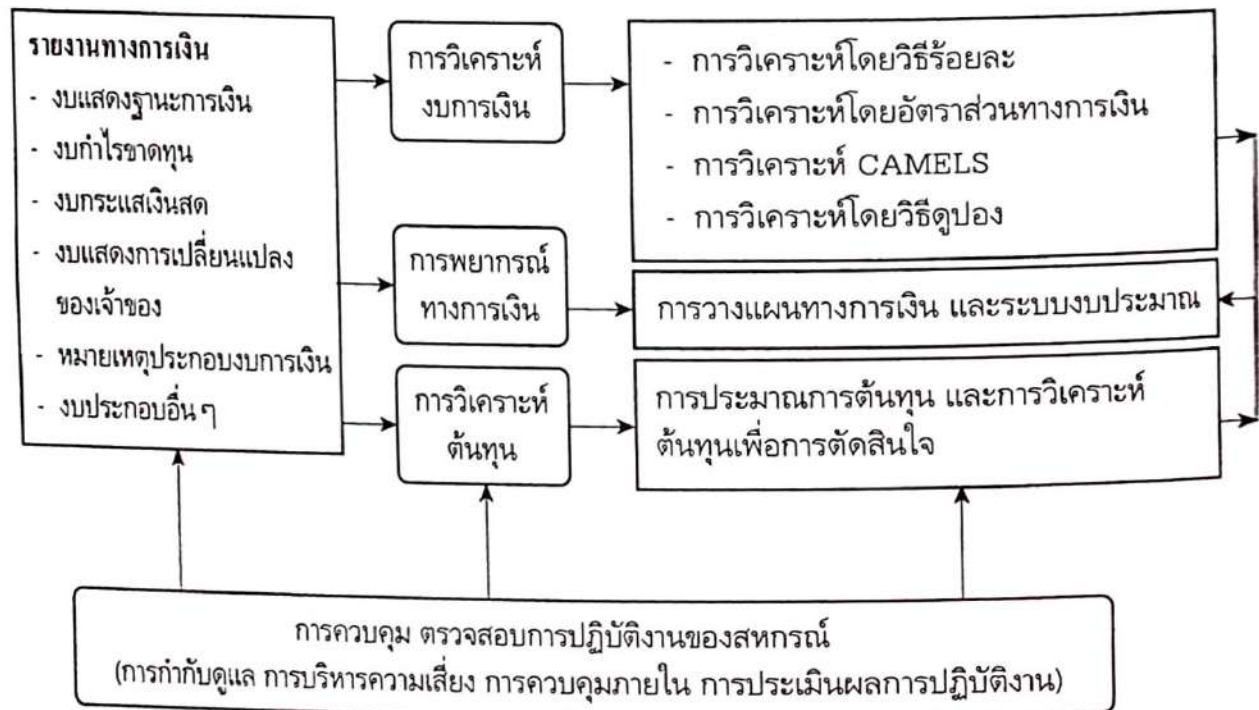 รายงานทางการเงิน
- งบแสดงฐานะการเงิน
- งบกำไรขาดทุน
- งบกระแสเงินสด
- งบแสดงการเปลี่ยนแปลง
ของเจ้าของ
- หมายเหตุประกอบงบการเงิน
- งบประกอบอื่น ๆ
การวิเคราะห์
งบการเงิน
- การวิเคราะห์โดยวิธีร้อยละ
- การวิเคราะห์โดยอัตราส่วนทางการเงิน
- การวิเคราะห์ CAMELS
- การวิเคราะห์โดยวิธีดูปอง
การพยากรณ์
ทางการเงิน
การวางแผนทางการเงิน และระบบงบประมาณ
การวิเคราะห์
ต้นทุน
การประมาณการต้นทุน และการวิเคราะห์
ต้นทุนเพื่อการตัดสินใจ
การควบคุม ตรวจสอบการปฏิบัติงานของสหกรณ์
(การกำกับดูแล การบริหารความเสี่ยง การควบคุมภายใน การประเมินผลการปฏิบัติงาน)